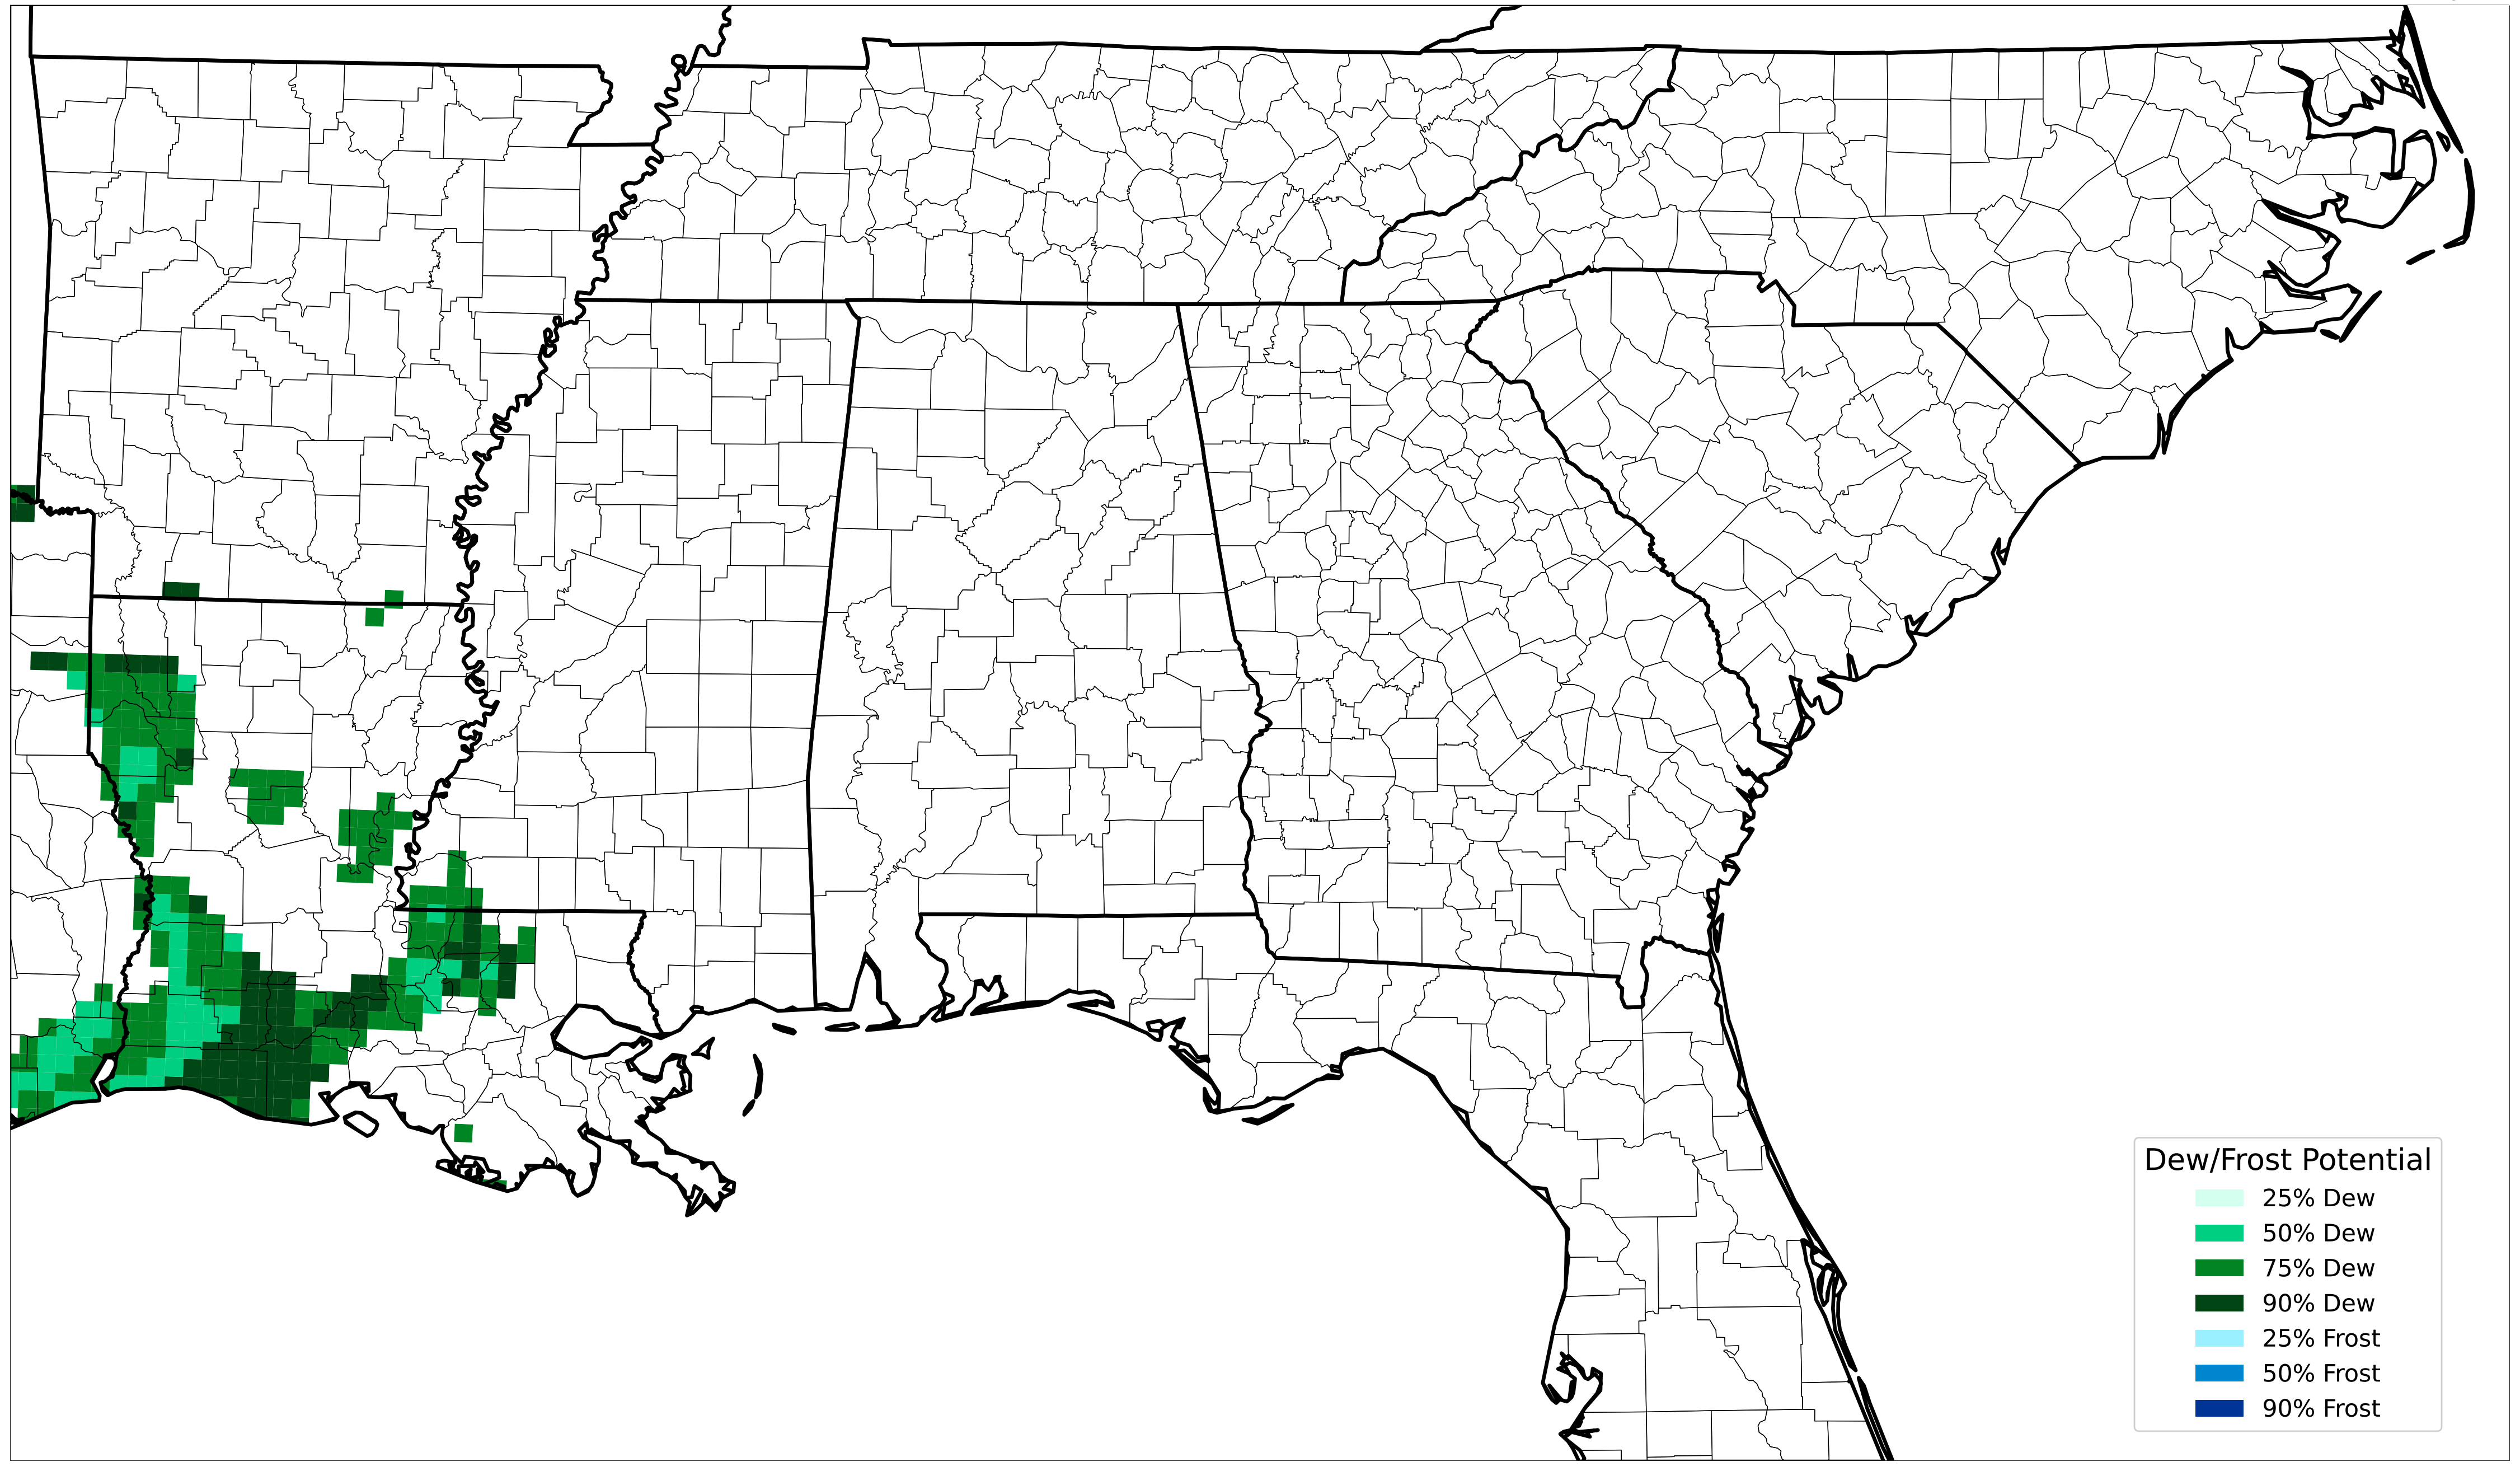 Dew/Frost Potential
25% Dew
50% Dew
75% Dew
90% Dew
25% Frost
50% Frost
90% Frost